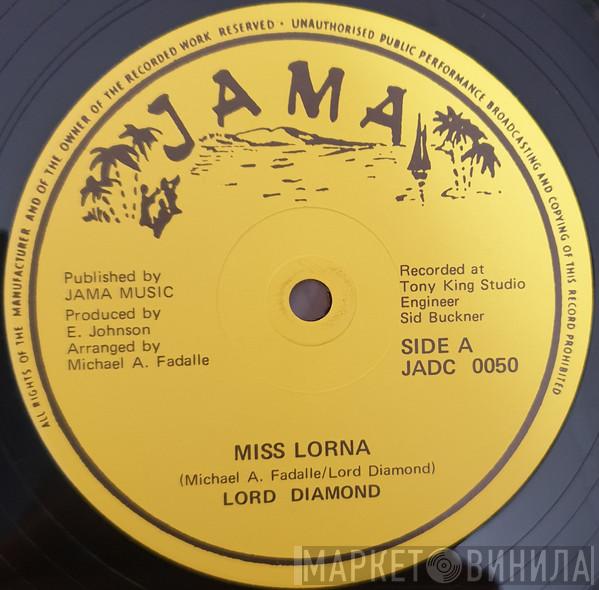 ALL RIGHTS OF THE MANUFACTURER AND OF THE OWNER OF THE RECORDED WORK RESERVED · UNAUTHORISED PUBLIC PERFORMANCE BROADCASTING AND COPYING OF THIS RECORD PROHIBITED
JAMA
Published by
JAMA MUSIC
Produced by
E. Johnson
Arranged by
Michael A. Fadalle
Recorded at
Tony King Studio
Engineer
Sid Buckner
SIDE A
JADC 0050
MISS LORNA
(Michael A. Fadalle/Lord Diamond)
LORD DIAMOND
МАРКЕТ ВИНИЛА